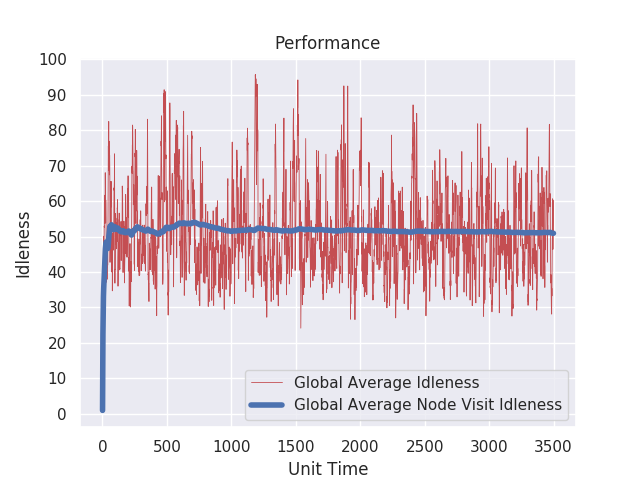 Performance
100
90
80
70
60
50
40
30
20
10
0
Idleness
Global Average Idleness
Global Average Node Visit Idleness
0 500 1000 1500 2000 2500 3000 3500
Unit Time